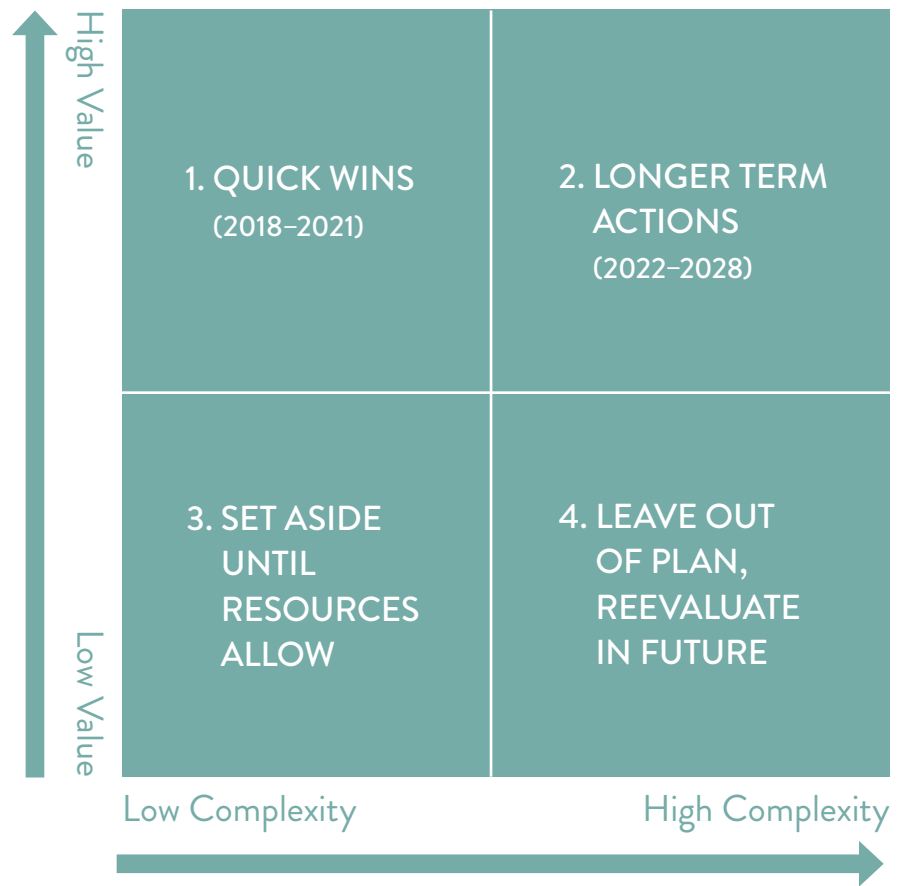 High Value
1. QUICK WINS
(2018–2021)
2. LONGER TERM
ACTIONS
(2022–2028)
3. SET ASIDE
UNTIL
RESOURCES
ALLOW
4. LEAVE OUT
OF PLAN,
REEVALUATE
IN FUTURE
Low Value
Low Complexity
High Complexity